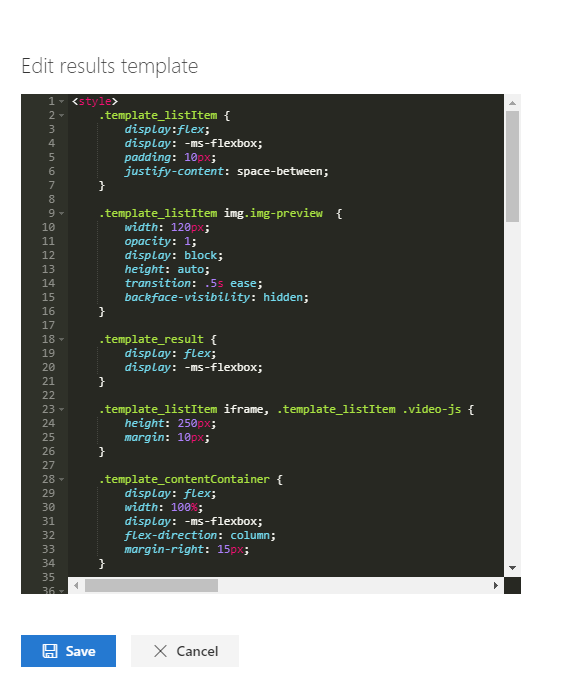 Edit results template
1 <style>
2 .template_listItem {
3 display:flex;
4 display: -ms-flexbox;
5 padding: 10px;
6 justify-content: space-between;
7 }
8
9 .template_listItem img.img-preview  {
10 width: 120px;
11 opacity: 1;
12 display: block;
13 height: auto;
14 transition: .5s ease;
15 backface-visibility: hidden;
16 }
17
18 .template_result {
19 display: flex;
20 display: -ms-flexbox;
21 }
22
23 .template_listItem iframe, .template_listItem .video-js {
24 height: 250px;
25 margin: 10px;
26 }
27
28 .template_contentContainer {
29 display: flex;
30 width: 100%;
31 display: -ms-flexbox;
32 flex-direction: column;
33 margin-right: 15px;
34 }
35
36
Save
Cancel